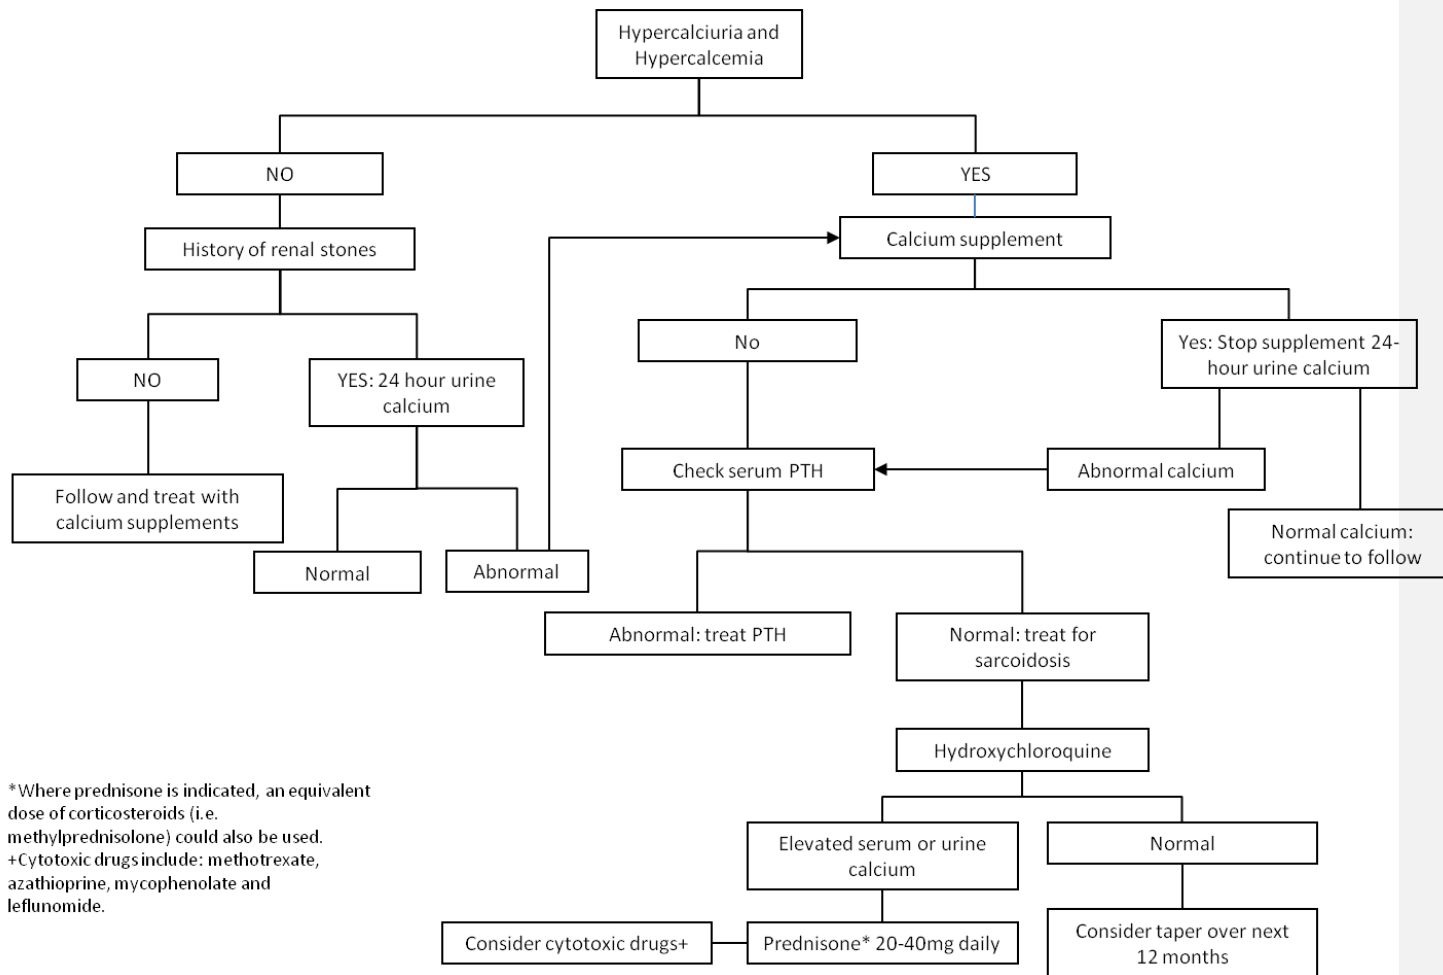 Hypercalciuria and
Hypercalcemia
NO
YES
History of renal stones
Calcium supplement
No
Yes: Stop supplement 24-
hour urine calcium
NO
YES: 24 hour urine
calcium
Check serum PTH
Abnormal calcium
Follow and treat with
calcium supplements
Normal calcium:
continue to follow
Normal
Abnormal
Abnormal: treat PTH
Normal: treat for
sarcoidosis
Hydroxychloroquine
*Where prednisone is indicated, an equivalent
dose of corticosteroids (i.e.
methylprednisolone) could also be used.
+Cytotoxic drugs include: methotrexate,
azathioprine, mycophenolate and
leflunomide.
Elevated serum or urine
calcium
Normal
Consider cytotoxic drugs+
Prednisone* 20-40mg daily
Consider taper over next
12 months